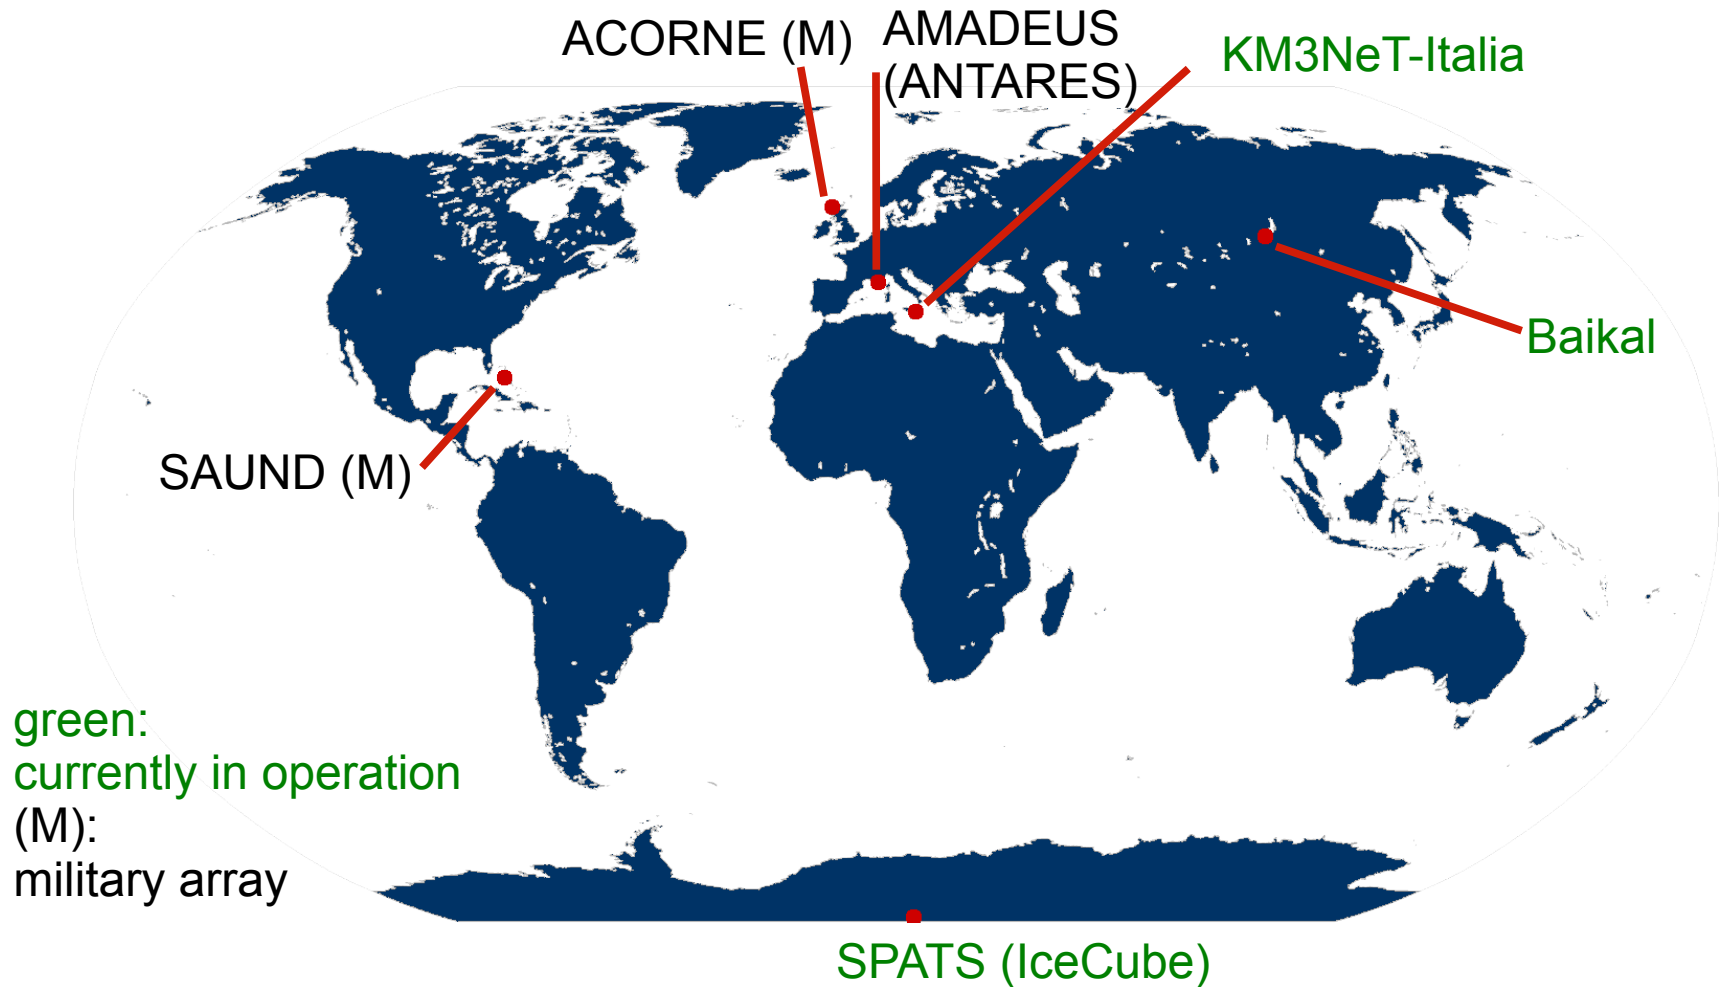 ACORNE (M)
AMADEUS
(ANTARES)
KM3NeT-Italia
Baikal
SAUND (M)
green:
currently in operation
(M):
military array
SPATS (IceCube)